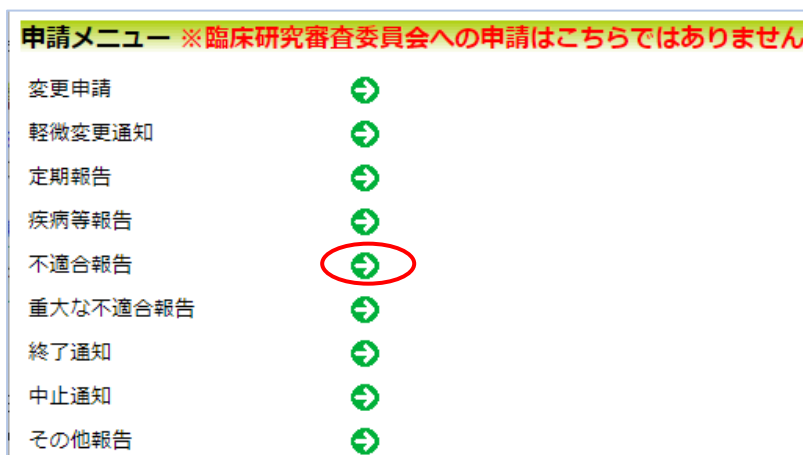 申請メニュー ※臨床研究審査委員会への申請はこちらではありません
変更申請
軽微変更通知
定期報告
疾病等報告
不適合報告
重大な不適合報告
終了通知
中止通知
その他報告